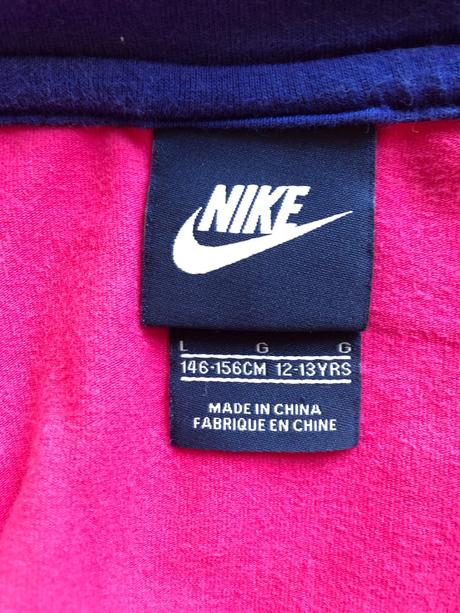 NIKE
L G G
146-156CM 12-13YRS
MADE IN CHINA
FABRIQUE EN CHINE